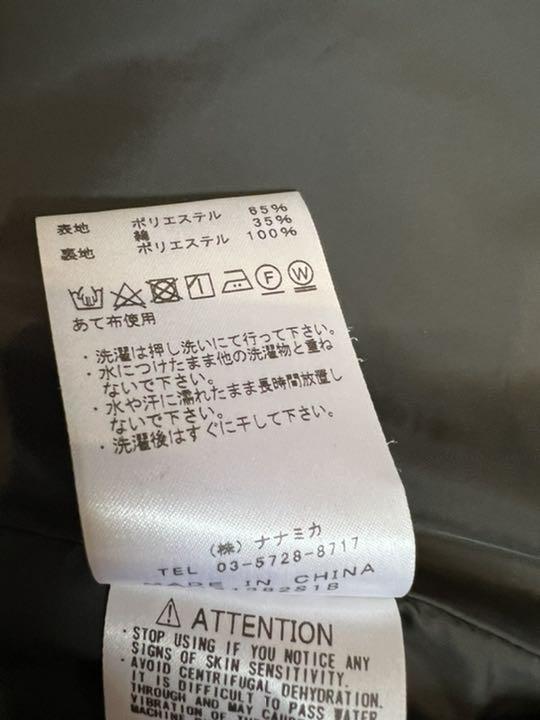 表地 ポリエステル 65%
綿 35%
裏地 ポリエステル 100%
F W
あて布使用
・洗濯は押し洗いにて行って下さい。
・水につけたまま他の洗濯物と重ね
ないで下さい。
・水や汗に濡れたまま長時間放置し
ないで下さい。
・洗濯後はすぐに干して下さい。
(株) ナナミカ
TEL 03-5728-8717
MADE IN CHINA
ATTENTION
・STOP USING IF YOU NOTICE ANY
SIGNS OF SKIN SENSITIVITY.
・AVOID CENTRIFUGAL DEHYDRATION.
IT IS DIFFICULT TO PASS WATER
THROUGH AND MAY CAUSE
VIBRATION OF THE
MACHINE